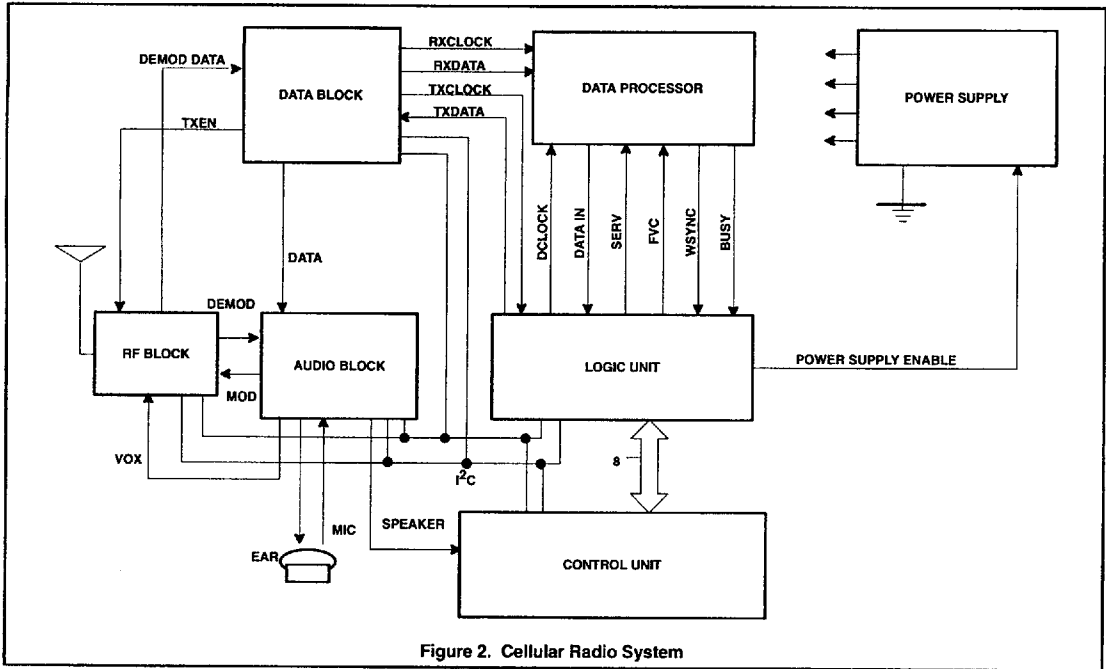 RXCLOCK
DEMOD DATA
RXDATA
DATA BLOCK
TXCLOCK
DATA PROCESSOR
POWER SUPPLY
TXEN
TXDATA
DCLOCK
DATA IN
SERV
FVC
WSYNC
BUSY
DATA
DEMOD
RF BLOCK
AUDIO BLOCK
LOGIC UNIT
POWER SUPPLY ENABLE
MOD
VOX
I²C
8
MIC
SPEAKER
EAR
CONTROL UNIT
Figure 2. Cellular Radio System